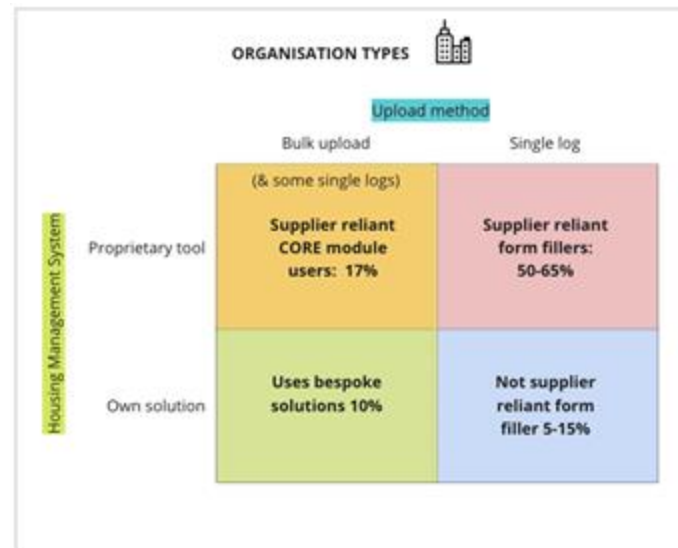 ORGANISATION TYPES
Upload method
Bulk upload
Single log
Housing Management System
Proprietary tool
(& some single logs)
Supplier reliant
CORE module
users: 17%
Supplier reliant
form fillers:
50-65%
Own solution
Uses bespoke
solutions 10%
Not supplier
reliant form
filler 5-15%